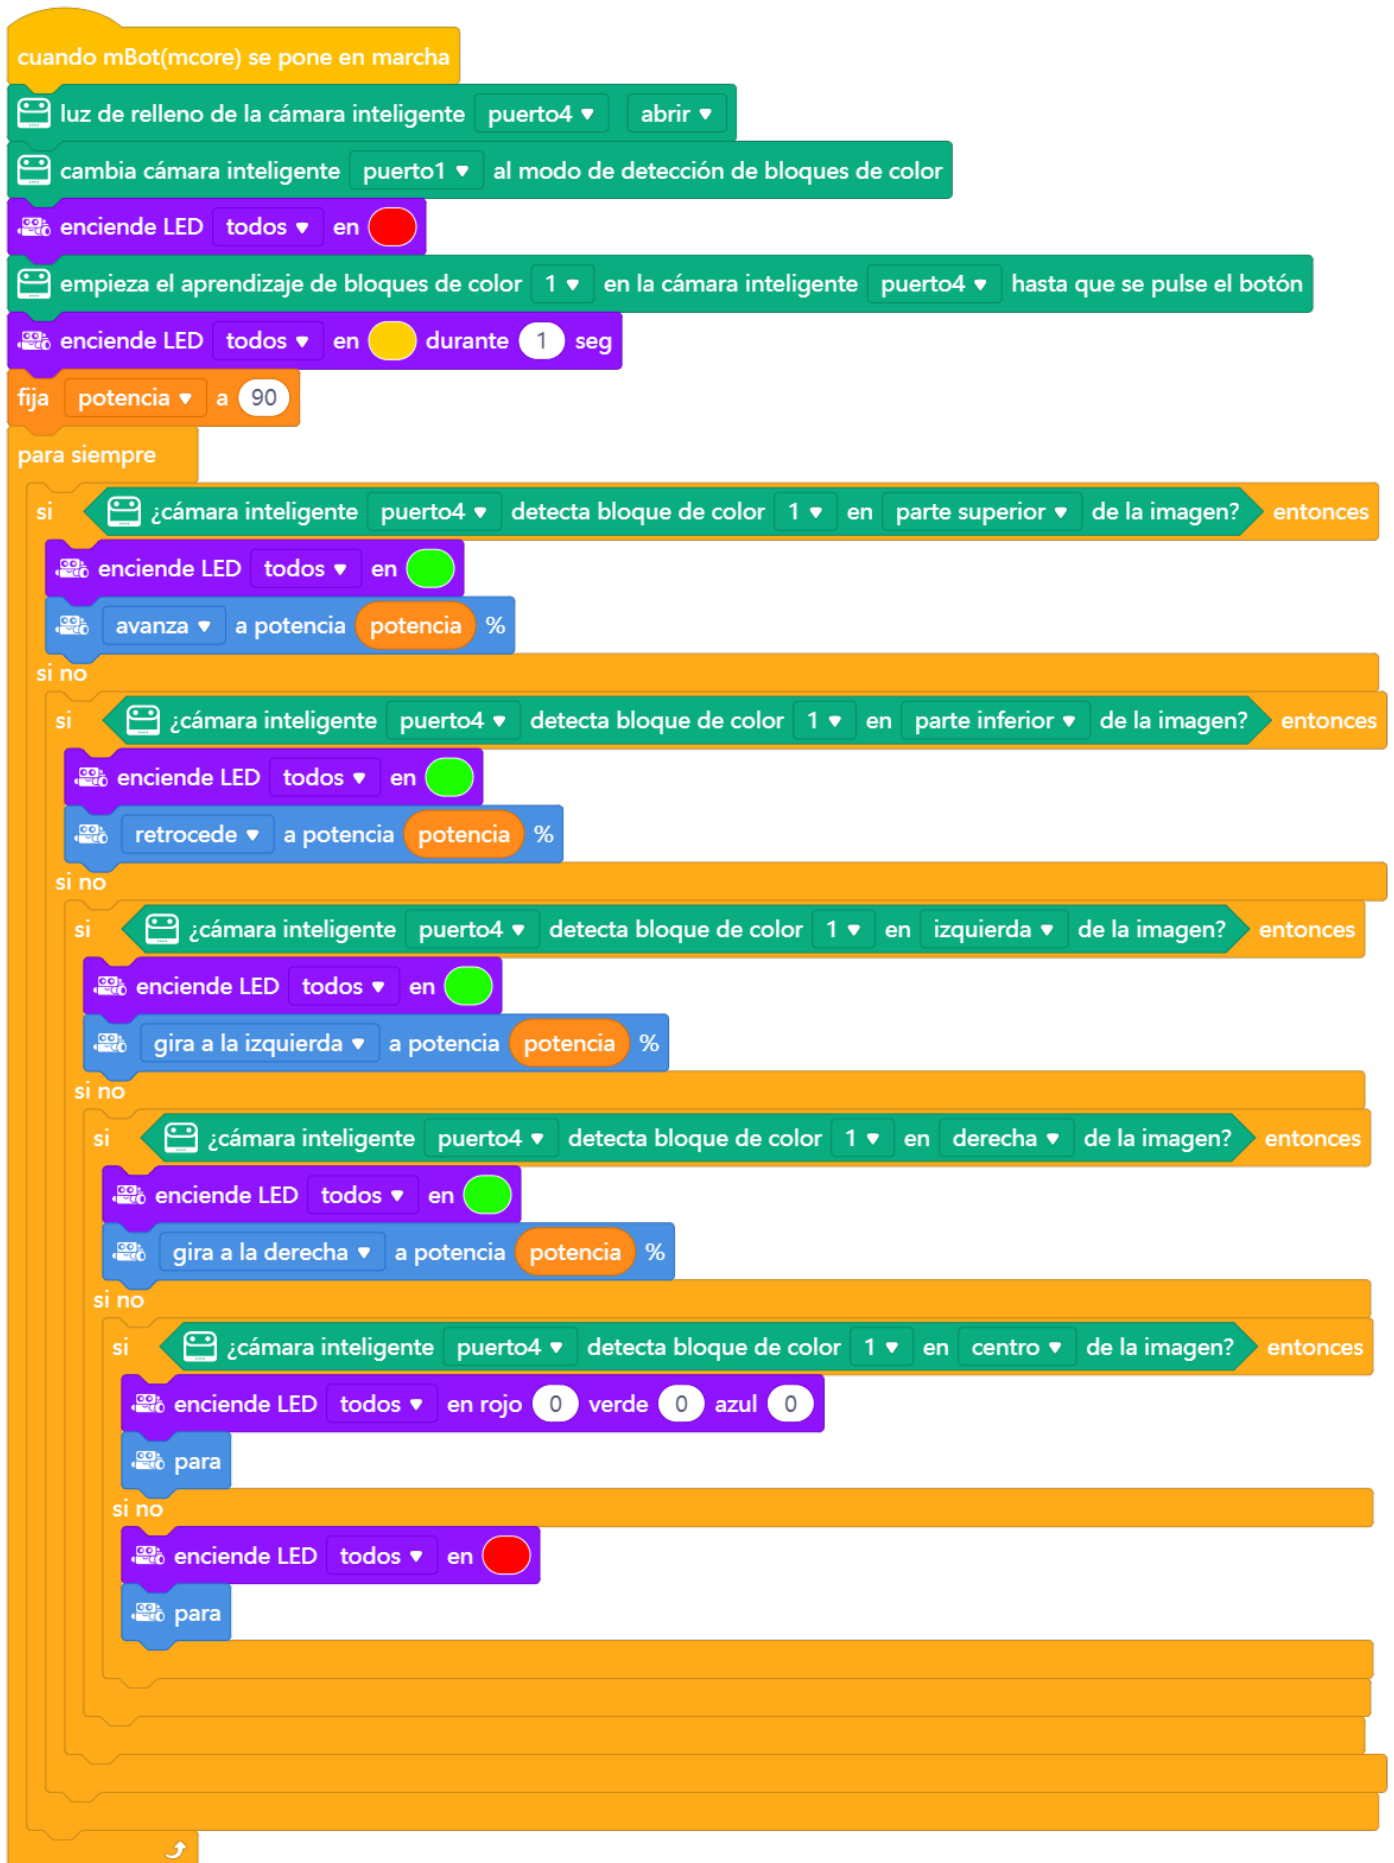 cuando mBot(mcore) se pone en marcha
luz de relleno de la cámara inteligente puerto4 abrir
cambia cámara inteligente puerto1 al modo de detección de bloques de color
enciende LED todos en
empieza el aprendizaje de bloques de color 1 en la cámara inteligente puerto4 hasta que se pulse el botón
enciende LED todos en durante 1 seg
fija potencia a 90
para siempre
si ¿cámara inteligente puerto4 detecta bloque de color 1 en parte superior de la imagen? entonces
enciende LED todos en
avanza a potencia potencia %
si no
si ¿cámara inteligente puerto4 detecta bloque de color 1 en parte inferior de la imagen? entonces
enciende LED todos en
retrocede a potencia potencia %
si no
si ¿cámara inteligente puerto4 detecta bloque de color 1 en izquierda de la imagen? entonces
enciende LED todos en
gira a la izquierda a potencia potencia %
si no
si ¿cámara inteligente puerto4 detecta bloque de color 1 en derecha de la imagen? entonces
enciende LED todos en
gira a la derecha a potencia potencia %
si no
si ¿cámara inteligente puerto4 detecta bloque de color 1 en centro de la imagen? entonces
enciende LED todos en rojo 0 verde 0 azul 0
para
si no
enciende LED todos en
para